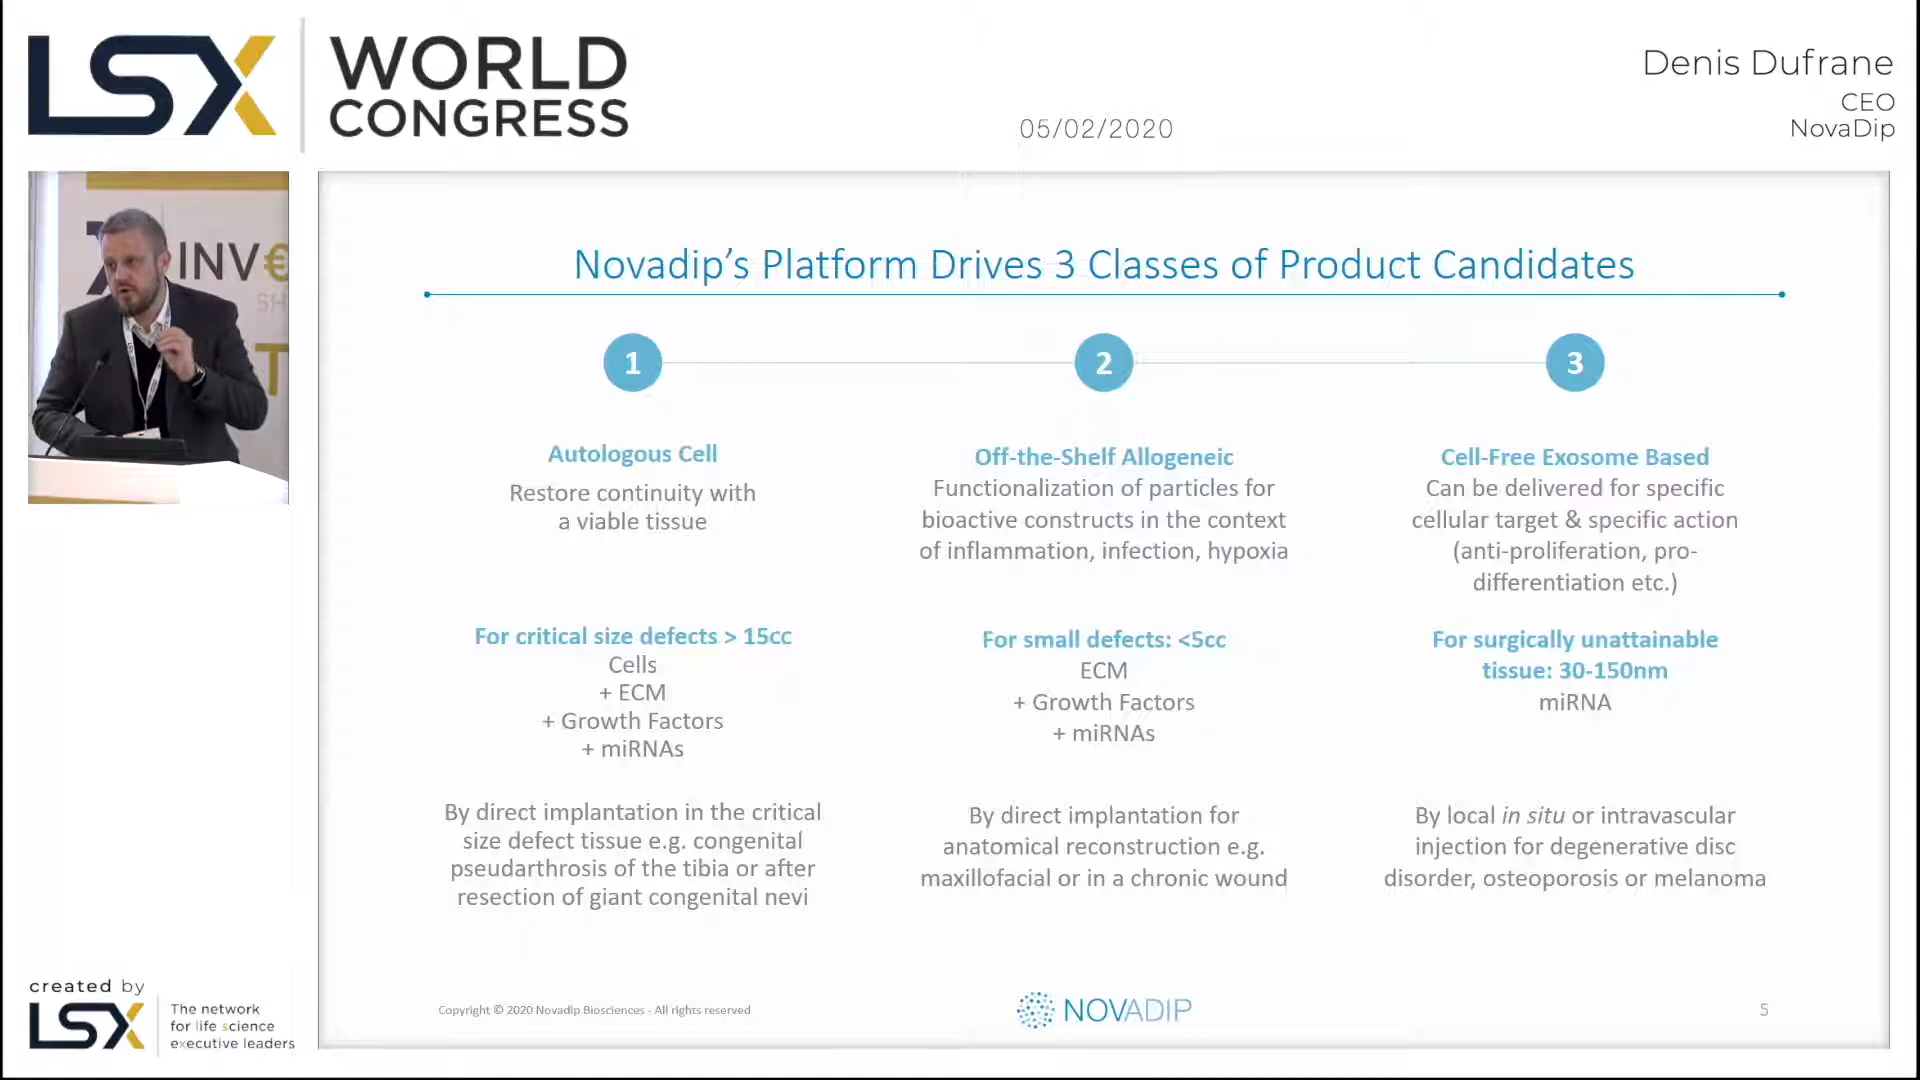 LSX
WORLD
CONGRESS
05/02/2020
Denis Dufrane
CEO
NovaDip
INV€
SH
T
Novadip’s Platform Drives 3 Classes of Product Candidates
1
2
3
Autologous Cell
Restore continuity with
a viable tissue
For critical size defects > 15cc
Cells
+ ECM
+ Growth Factors
+ miRNAs
By direct implantation in the critical
size defect tissue e.g. congenital
pseudarthrosis of the tibia or after
resection of giant congenital nevi
Off-the-Shelf Allogeneic
Functionalization of particles for
bioactive constructs in the context
of inflammation, infection, hypoxia
For small defects: <5cc
ECM
+ Growth Factors
+ miRNAs
By direct implantation for
anatomical reconstruction e.g.
maxillofacial or in a chronic wound
Cell-Free Exosome Based
Can be delivered for specific
cellular target & specific action
(anti-proliferation, pro-
differentiation etc.)
For surgically unattainable
tissue: 30-150nm
miRNA
By local in situ or intravascular
injection for degenerative disc
disorder, osteoporosis or melanoma
Copyright © 2020 Novadip Biosciences - All rights reserved
NOVADIP
5
created by
LSX
The network
for life science
executive leaders